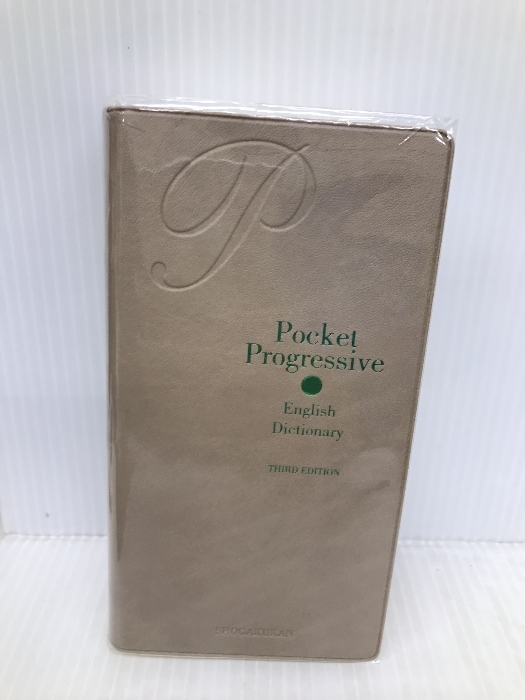 P
Pocket
Progressive
English
Dictionary
THIRD EDITION
SHOGAKUKAN